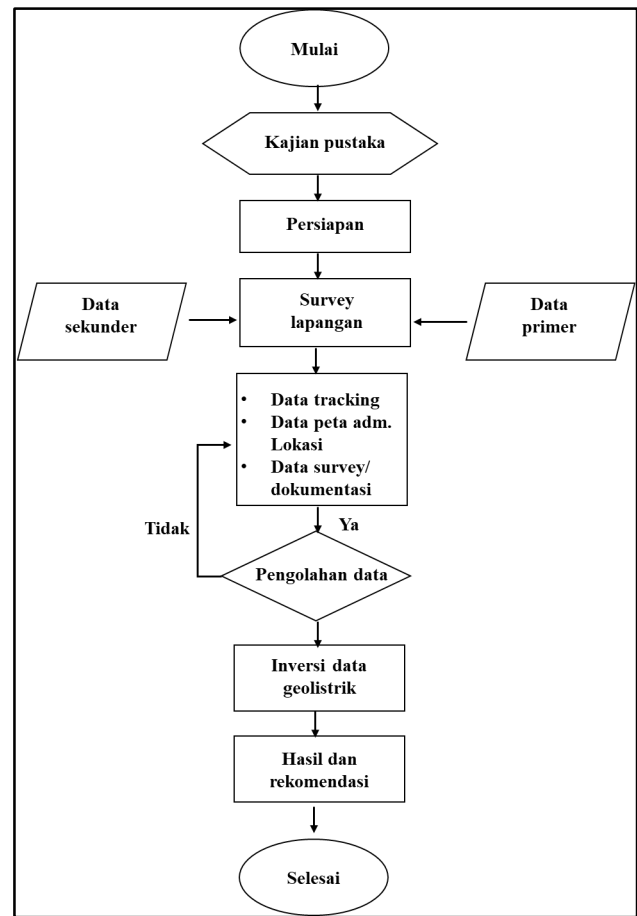 Mulai
Kajian pustaka
Persiapan
Data
sekunder
Survey
lapangan
Data
primer
• Data tracking
• Data peta adm.
Lokasi
• Data survey/
dokumentasi
Tidak
Ya
Pengolahan data
Inversi data
geolistrik
Hasil dan
rekomendasi
Selesai